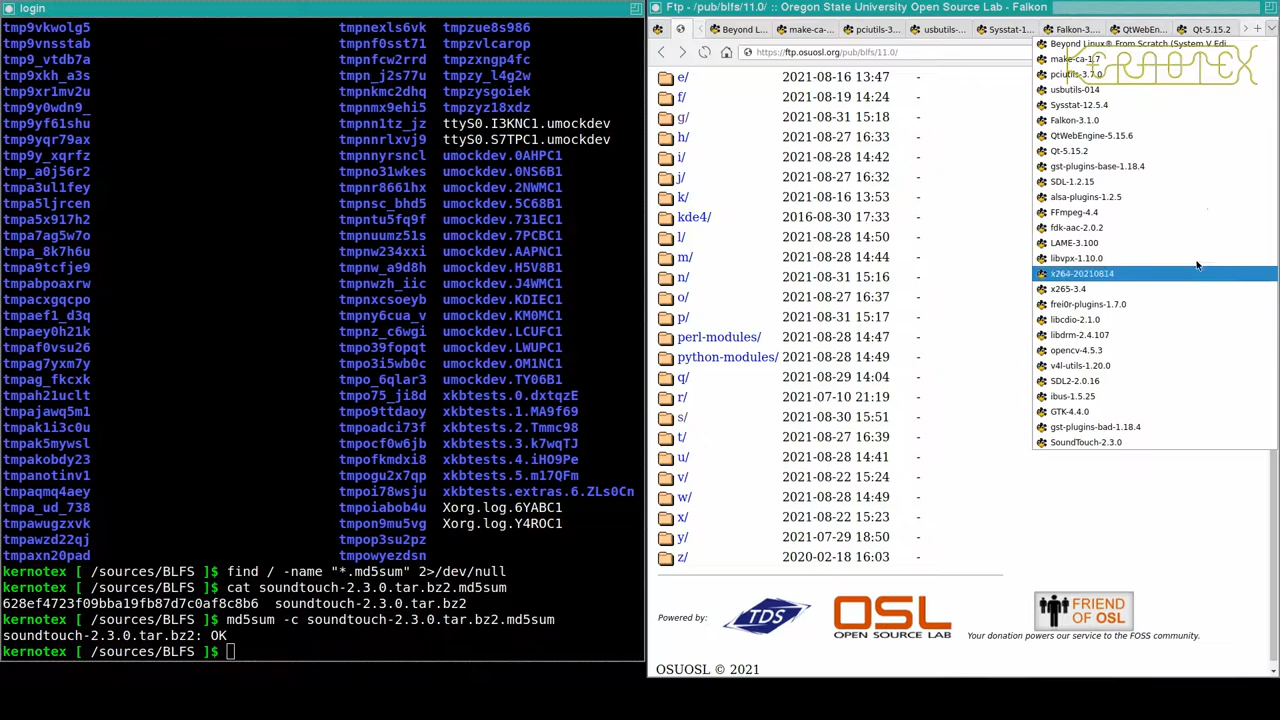 login
tmp9vkwolg5 tmpnexls6vk tmpzue8s986
tmp9vnsstab tmpnf0sst71 tmpzvlcarop
tmp9_vtdb7a tmpnfcw2rrd tmpzxngp4fc
tmp9xkh_a3s tmpn_j2s77u tmpzy_l4g2w
tmp9xr1mv2u tmpnkmc2dhq tmpzysgoiek
tmp9y0wdn9_ tmpnmx9ehi5 tmpzyz18xdz
tmp9yf61shu tmpnn1tz_jz ttyS0.I3KNC1.umockdev
tmp9yqr79ax tmpnnrlxvj9 ttyS0.S7TPC1.umockdev
tmp9y_xqrfz tmpnnyrsncl umockdev.0AHPC1
tmp_a0j56r2 tmpno31wkes umockdev.0NS6B1
tmpa3ul1fey tmpnr8661hx umockdev.2NWMC1
tmpa5ljrcen tmpnsc_bhd5 umockdev.5C68B1
tmpa5x917h2 tmpntu5fq9f umockdev.731EC1
tmpa7ag5w7o tmpnuumz51s umockdev.7PCBC1
tmpa_8k7h6u tmpnw234xxi umockdev.AAPNC1
tmpa9tcfje9 tmpnw_a9d8h umockdev.H5V8B1
tmpabpoaxrw tmpnwzh_iic umockdev.J4WMC1
tmpacxgqcpo tmpnxcsoeyb umockdev.KDIEC1
tmpaef1_d3q tmpny6cua_v umockdev.KM0MC1
tmpaey0h21k tmpnz_c6wgi umockdev.LCUFC1
tmpaf0vsu26 tmpo39fopqt umockdev.LWUPC1
tmpag7yxm7y tmpo3i5wb0c umockdev.OM1NC1
tmpag_fkcxk tmpo_6qlar3 umockdev.TY06B1
tmpah21uclt tmpo75_ji8d xkbtests.0.dxtqzE
tmpajawq5m1 tmpo9ttdaoy xkbtests.1.MA9f69
tmpak1i3c0u tmpoadci73f xkbtests.2.Tmmc98
tmpak5mywsl tmpocf0w6jb xkbtests.3.k7wqTJ
tmpakobdy23 tmpofkmdxi8 xkbtests.4.iHO9Pe
tmpanotinv1 tmpogu2x7qp xkbtests.5.m17QFm
tmpaqmq4aey tmpoi78wsju xkbtests.extras.6.ZLs0Cn
tmpa_ud_738 tmpoiabob4u Xorg.log.6YABC1
tmpawugzxvk tmpon9mu5vg Xorg.log.Y4ROC1
tmpawzd22qj tmpop3su2pz
tmpaxn20pad tmpowyezdsn
kernotex [ /sources/BLFS ]$ find / -name "*.md5sum" 2>/dev/null
kernotex [ /sources/BLFS ]$ cat soundtouch-2.3.0.tar.bz2.md5sum
628ef4723f09bba19fb87d7c0af8c8b6  soundtouch-2.3.0.tar.bz2
kernotex [ /sources/BLFS ]$ md5sum -c soundtouch-2.3.0.tar.bz2.md5sum
soundtouch-2.3.0.tar.bz2: OK
kernotex [ /sources/BLFS ]$
Ftp - /pub/blfs/11.0/ :: Oregon State University Open Source Lab - Falkon
Beyond L... make-ca-... pciutils-3... usbutils-... Sysstat-1... Falkon-3.... QtWebEn... Qt-5.15.2
https://ftp.osuosl.org/pub/blfs/11.0/
e/ 2021-08-16 13:47 -
f/ 2021-08-19 14:24 -
g/ 2021-08-31 15:18 -
h/ 2021-08-27 16:33 -
i/ 2021-08-28 14:42 -
j/ 2021-08-27 16:32 -
k/ 2021-08-16 13:53 -
kde4/ 2016-08-30 17:33 -
l/ 2021-08-28 14:50 -
m/ 2021-08-28 14:44 -
n/ 2021-08-31 15:16 -
o/ 2021-08-27 16:37 -
p/ 2021-08-31 15:17 -
perl-modules/ 2021-08-28 14:47 -
python-modules/ 2021-08-28 14:49 -
q/ 2021-08-29 14:04 -
r/ 2021-07-10 21:19 -
s/ 2021-08-30 15:51 -
t/ 2021-08-27 16:39 -
u/ 2021-08-28 14:41 -
v/ 2021-08-22 15:24 -
w/ 2021-08-28 14:49 -
x/ 2021-08-22 15:23 -
y/ 2021-07-29 18:50 -
z/ 2020-02-18 16:03 -
Beyond Linux® From Scratch (System V Edi
make-ca-1.7
pciutils-3.7.0
usbutils-014
Sysstat-12.5.4
Falkon-3.1.0
QtWebEngine-5.15.6
Qt-5.15.2
gst-plugins-base-1.18.4
SDL-1.2.15
alsa-plugins-1.2.5
FFmpeg-4.4
fdk-aac-2.0.2
LAME-3.100
libvpx-1.10.0
x264-20210814
x265-3.4
frei0r-plugins-1.7.0
libcdio-2.1.0
libdrm-2.4.107
opencv-4.5.3
v4l-utils-1.20.0
SDL2-2.0.16
ibus-1.5.25
GTK-4.4.0
gst-plugins-bad-1.18.4
SoundTouch-2.3.0
KERNOTEX
Powered by:
TDS
OSL
OPEN SOURCE LAB
FRIEND
OF OSL
Your donation powers our service to the FOSS community.
OSUOSL © 2021